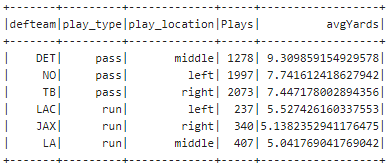 +-------+---------+-------------+-----+------------------+
|defteam|play_type|play_location|Plays|          avgYards|
+-------+---------+-------------+-----+------------------+
|    DET|     pass|       middle| 1278| 9.309859154929578|
|     NO|     pass|         left| 1997| 7.741612418627942|
|     TB|     pass|        right| 2073| 7.447178002894356|
|    LAC|      run|         left|  237| 5.527426160337553|
|    JAX|      run|        right|  340|5.1382352941176475|
|     LA|      run|       middle|  407| 5.041769041769042|
+-------+---------+-------------+-----+------------------+